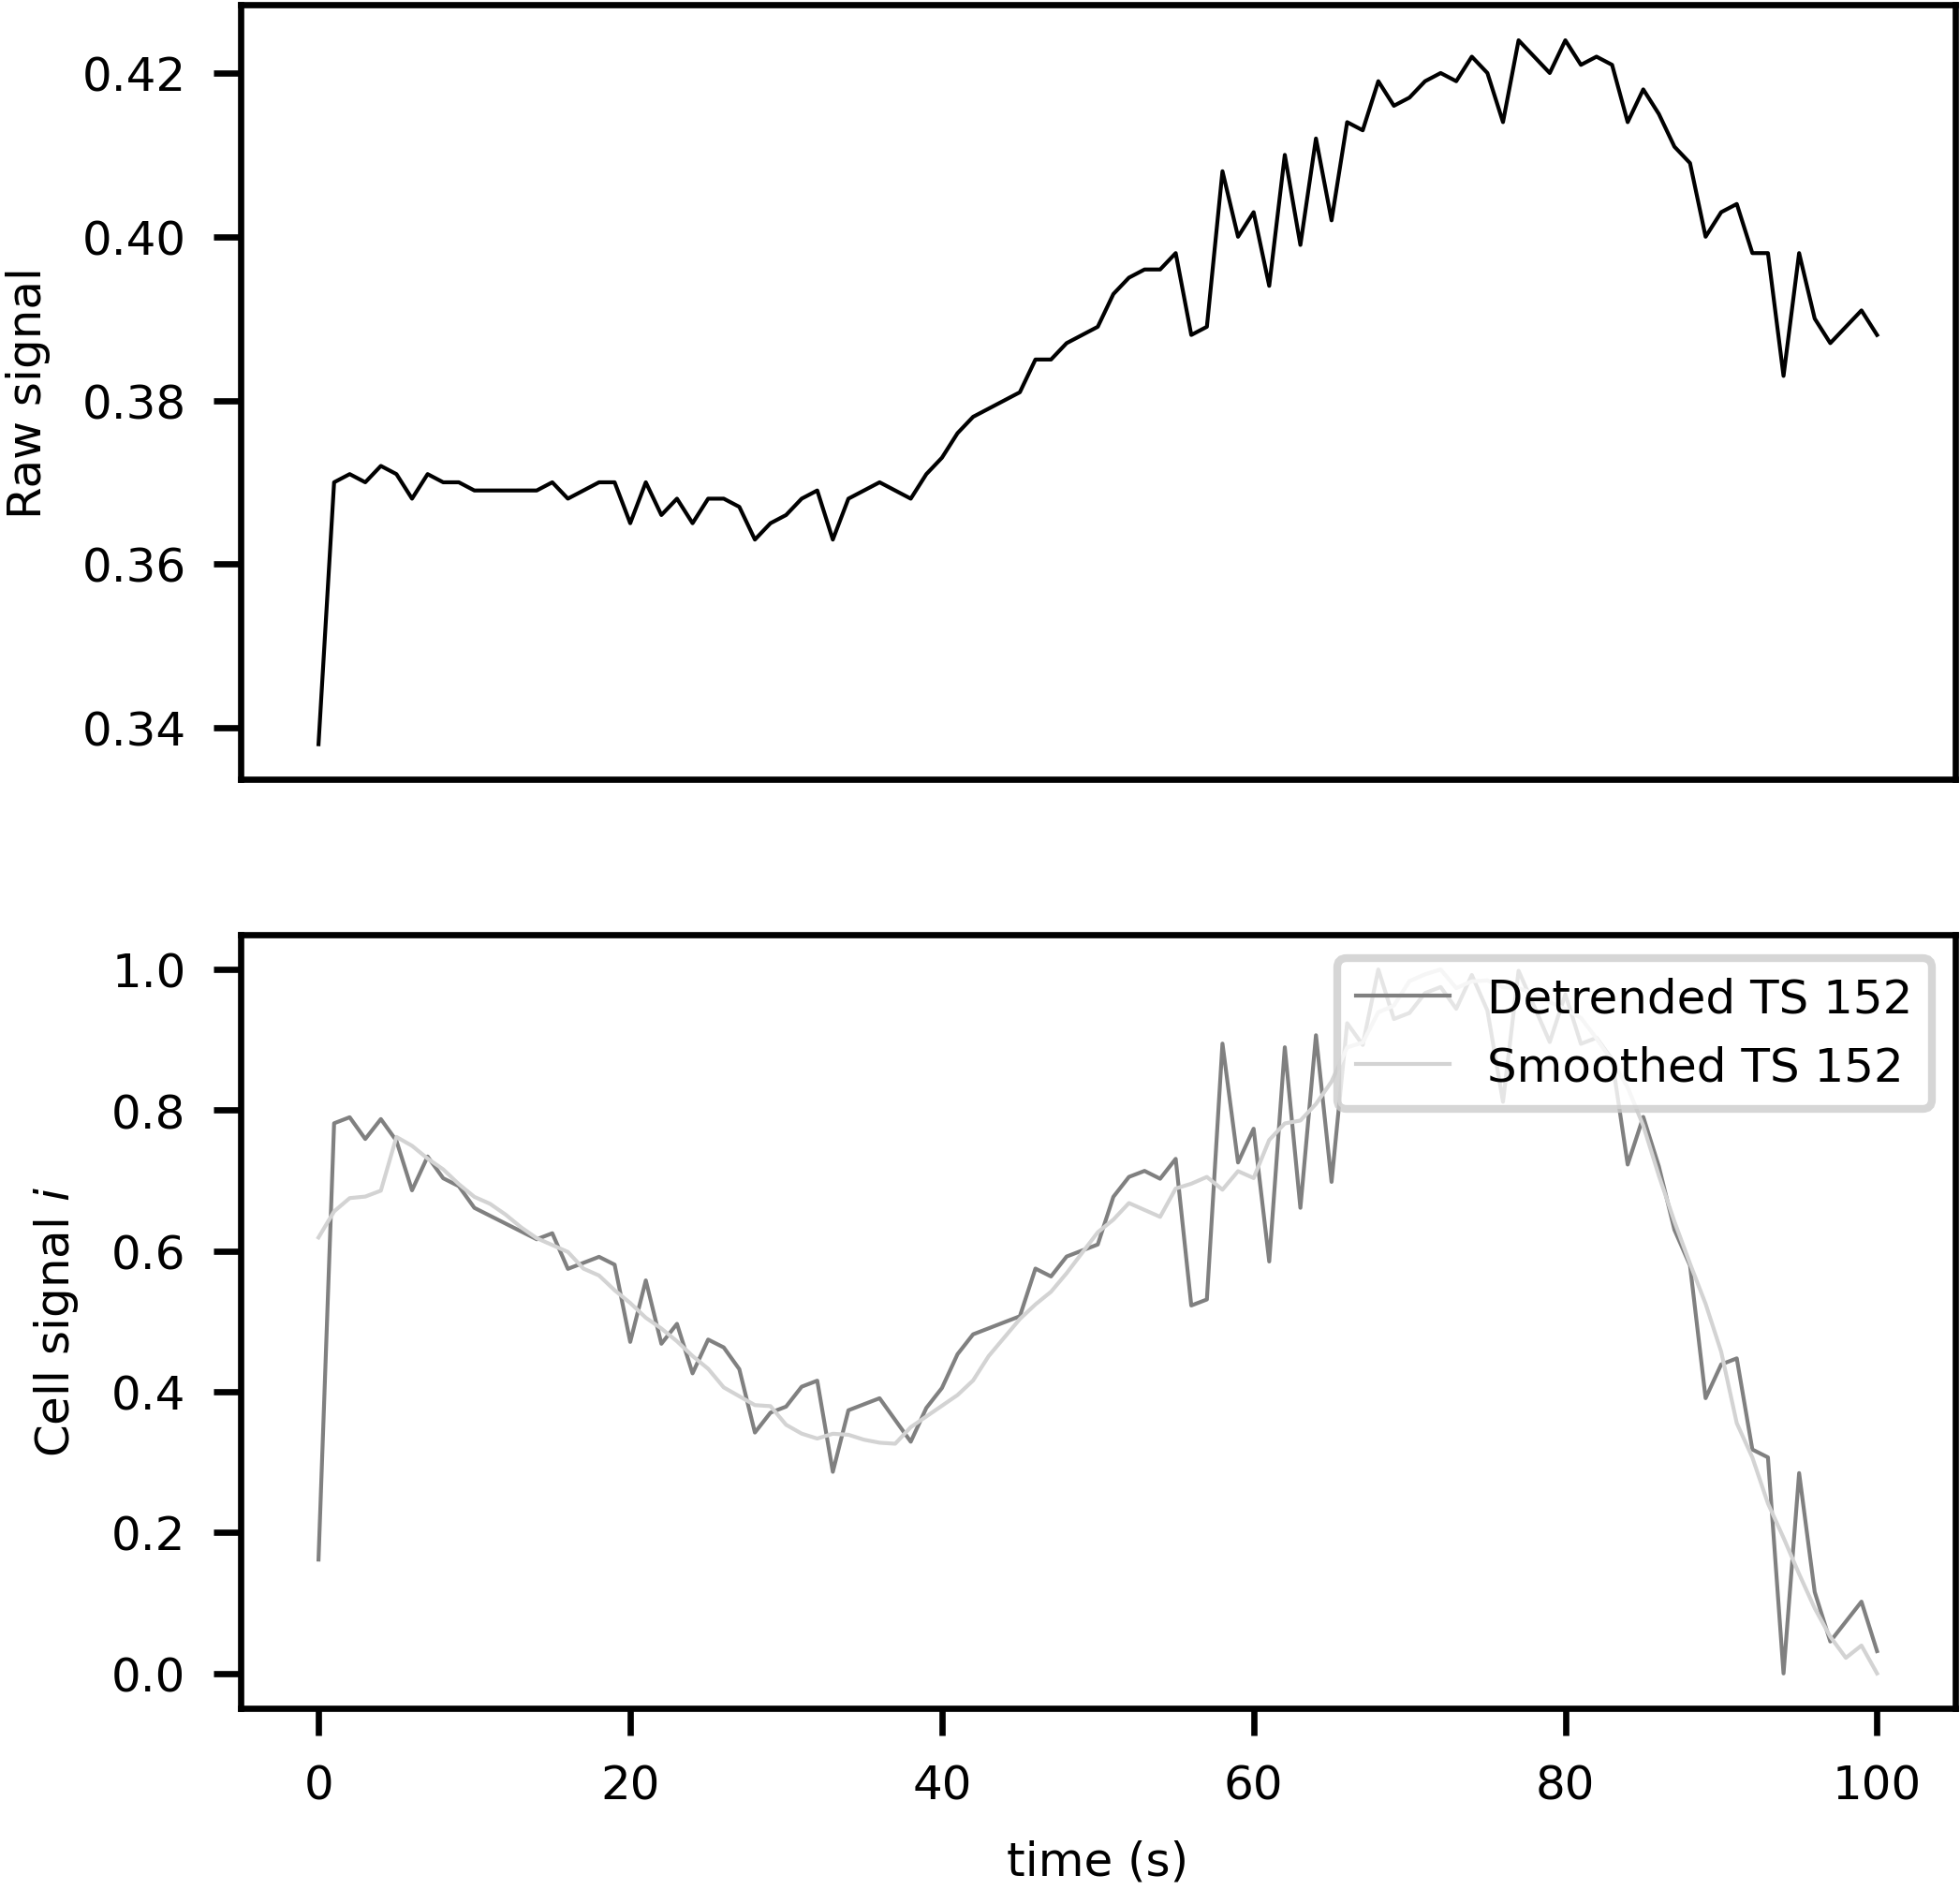 Raw signal
0.42
0.40
0.38
0.36
0.34
Cell signal i
1.0
0.8
0.6
0.4
0.2
0.0
Detrended TS 152
Smoothed TS 152
0 20 40 60 80 100
time (s)